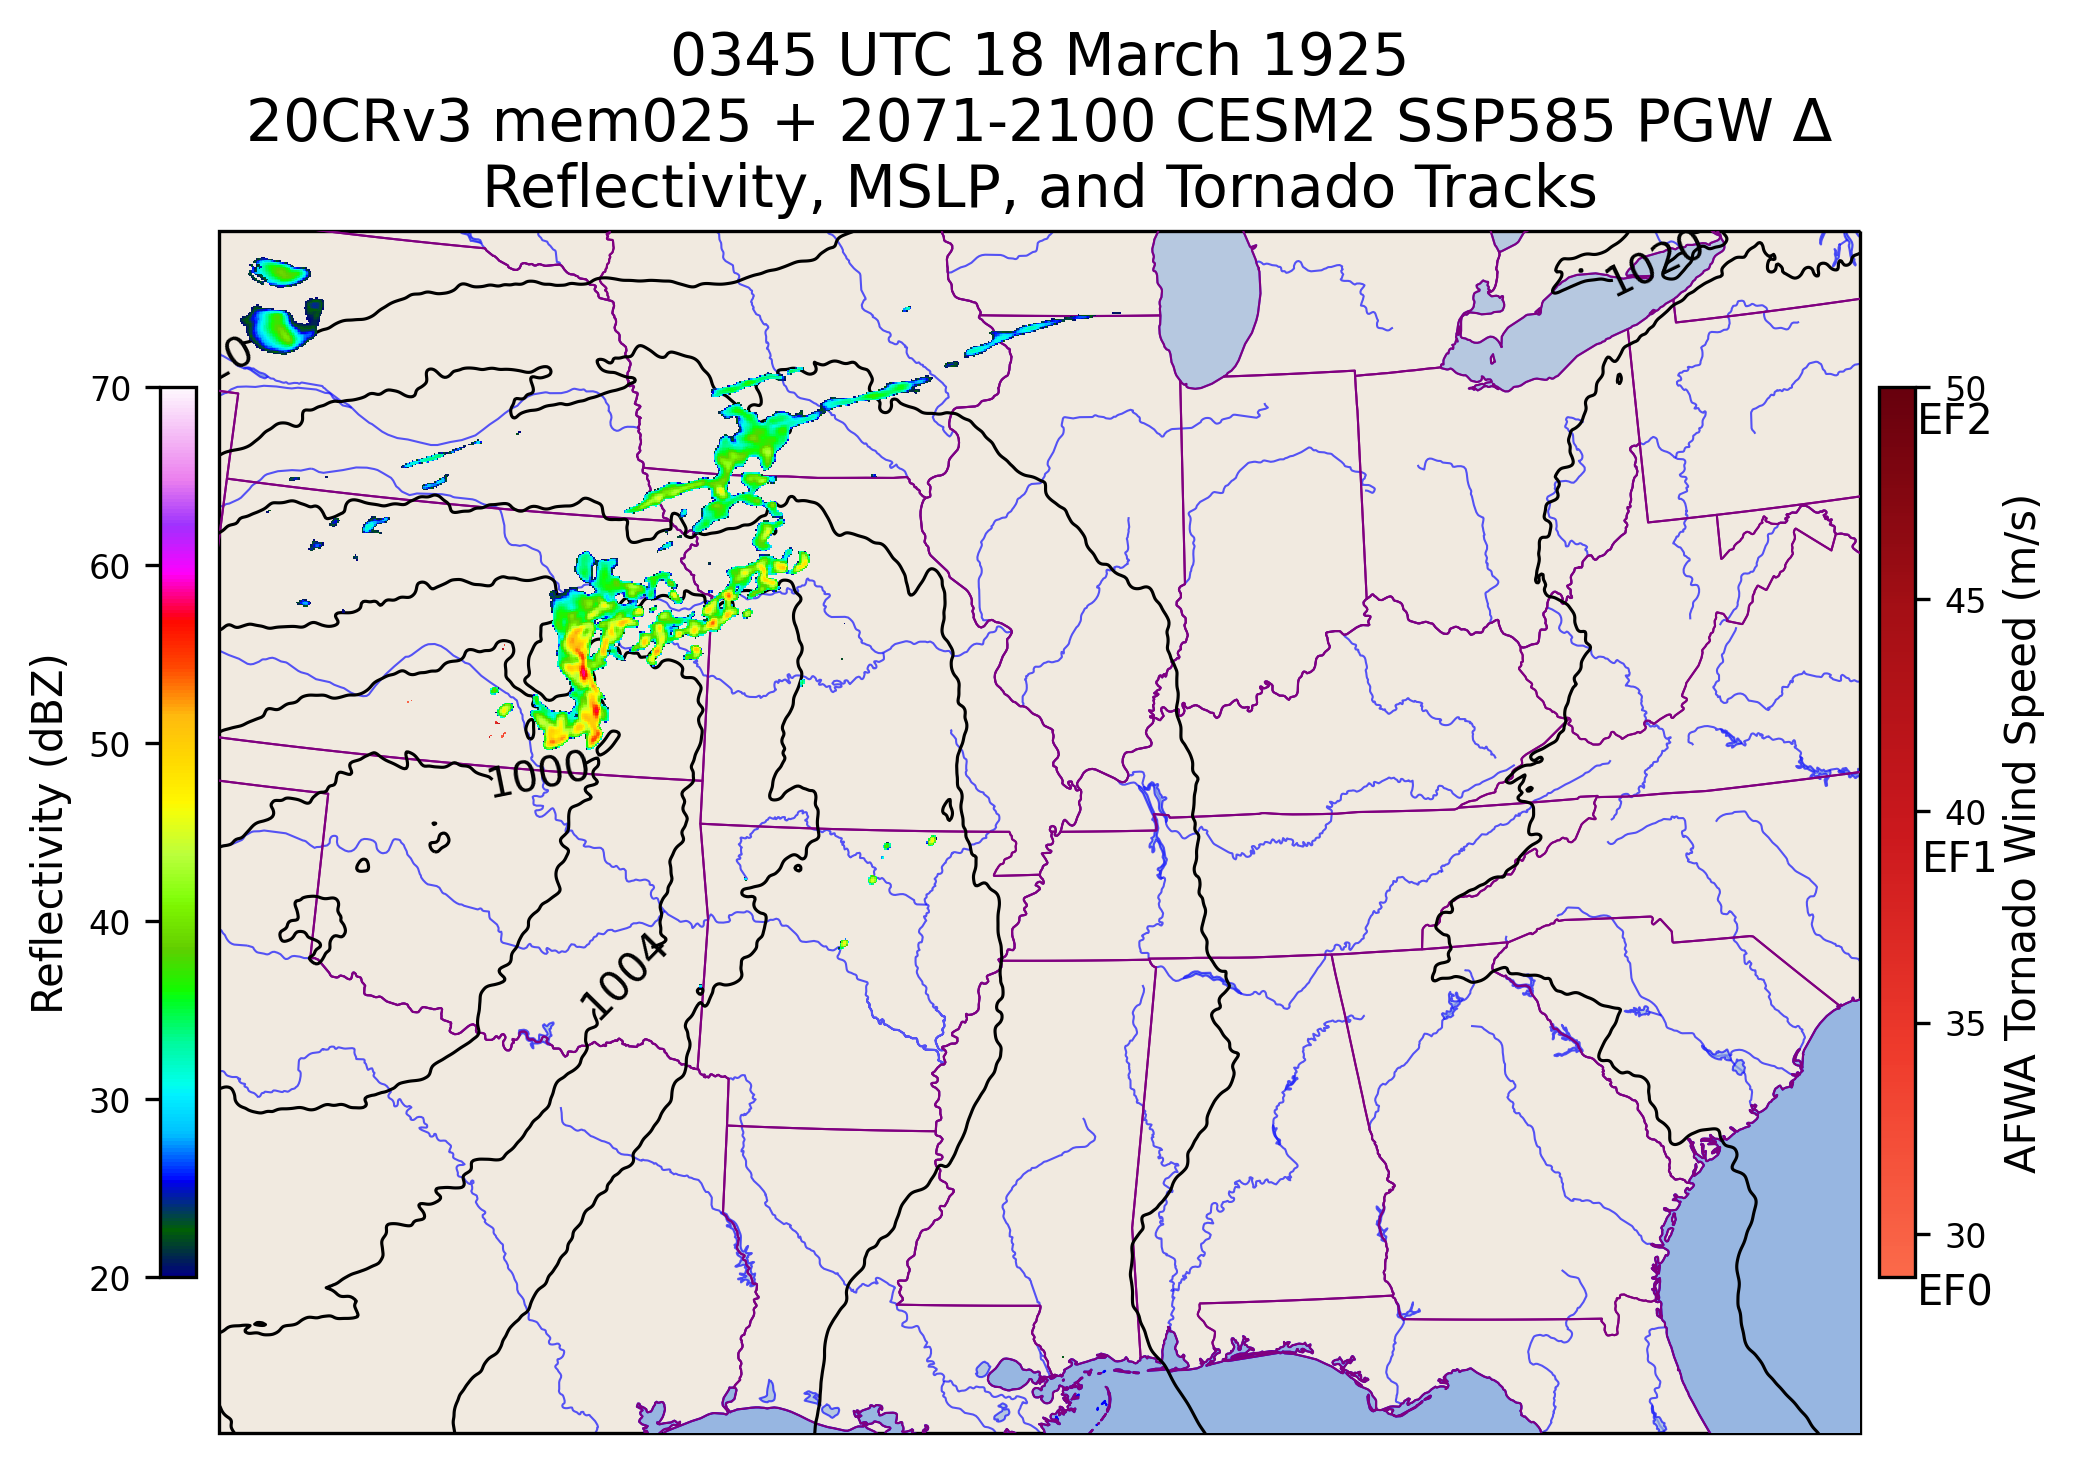 0345 UTC 18 March 1925
20CRv3 mem025 + 2071-2100 CESM2 SSP585 PGW Δ
Reflectivity, MSLP, and Tornado Tracks
1020
0
1000
1004
70
60
50
40
30
20
Reflectivity (dBZ)
50
EF2
45
40
EF1
35
30
EF0
AFWA Tornado Wind Speed (m/s)